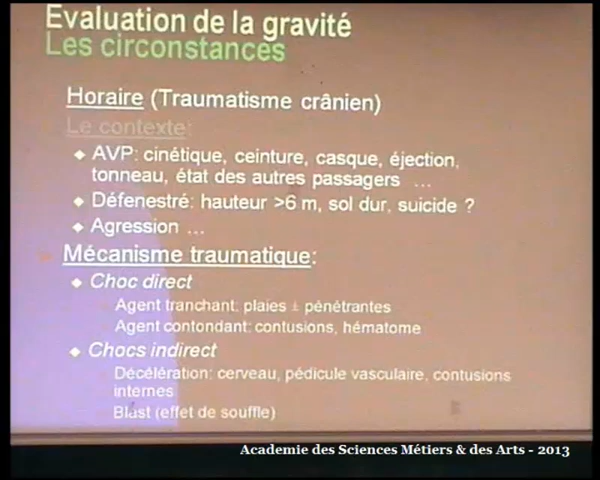 Evaluation de la gravité
Les circonstances
Horaire (Traumatisme crânien)
Le contexte:
◆ AVP: cinétique, ceinture, casque, éjection,
tonneau, état des autres passagers …
◆ Défenestré: hauteur >6 m, sol dur, suicide ?
◆ Agression …
Mécanisme traumatique:
◆ Choc direct
Agent tranchant: plaies ± pénétrantes
Agent contondant: contusions, hématome
◆ Chocs indirect
Décélération: cerveau, pédicule vasculaire, contusions
internes
Blast (effet de souffle)
Academie des Sciences Métiers & des Arts - 2013